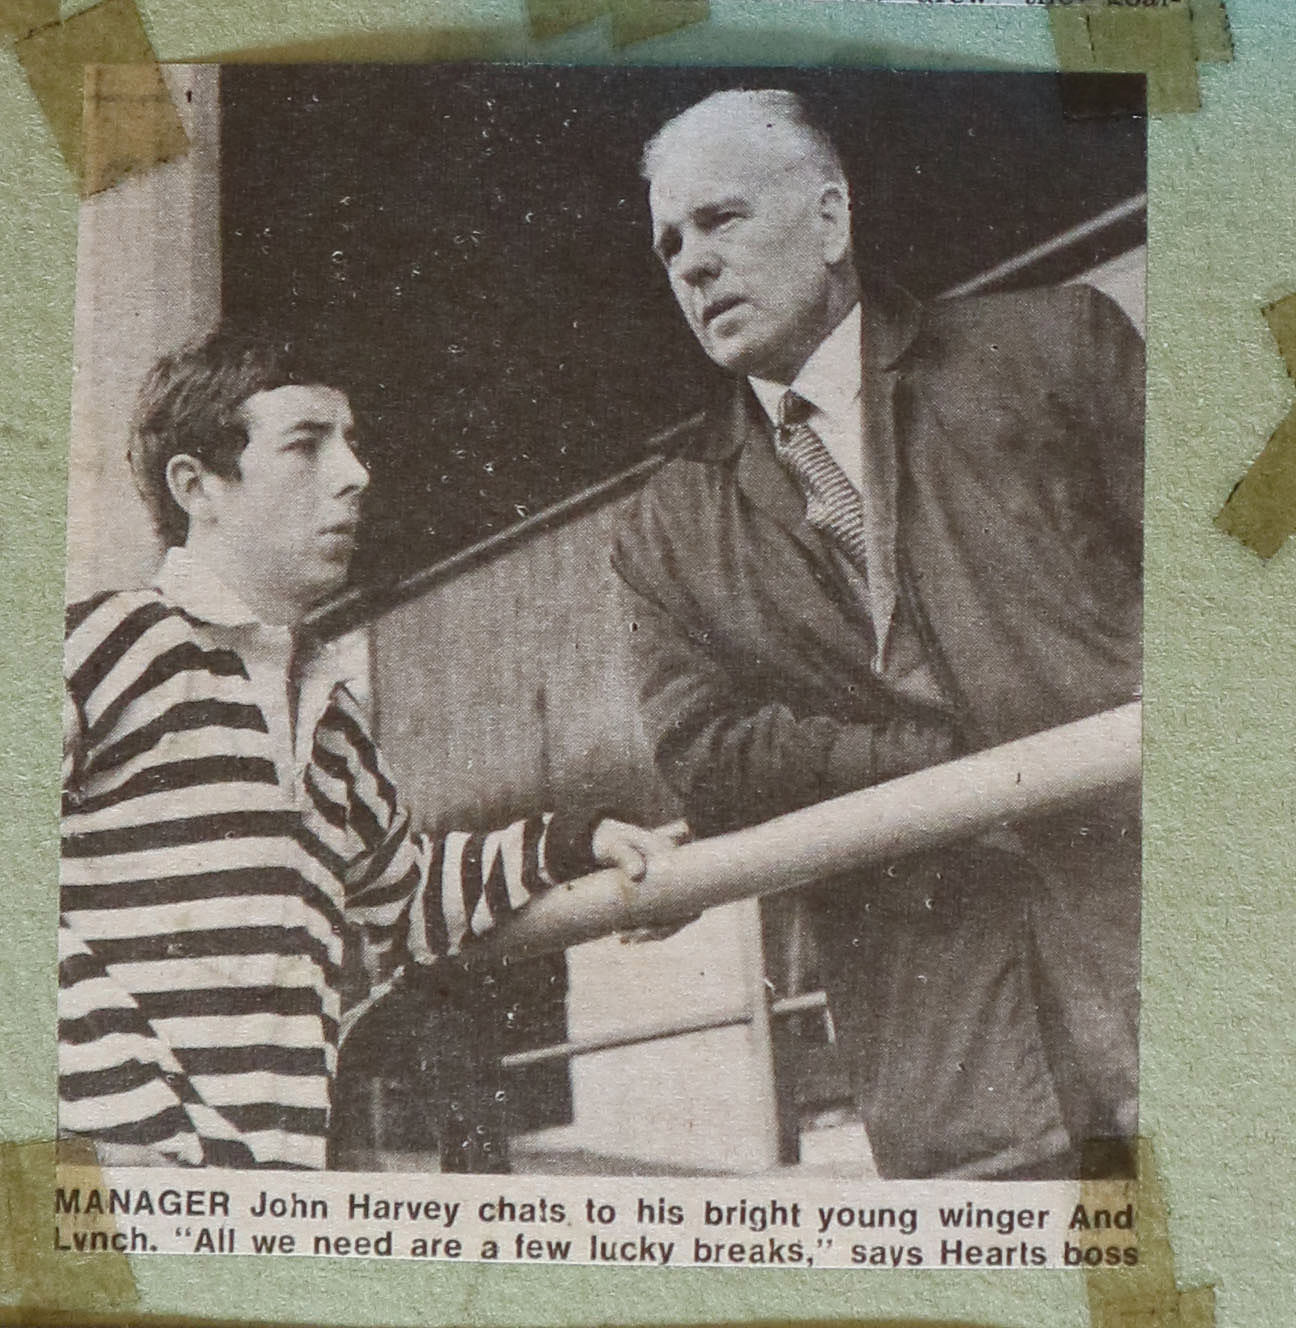 MANAGER John Harvey chats to his bright young winger And
Lynch. “All we need are a few lucky breaks,” says Hearts boss